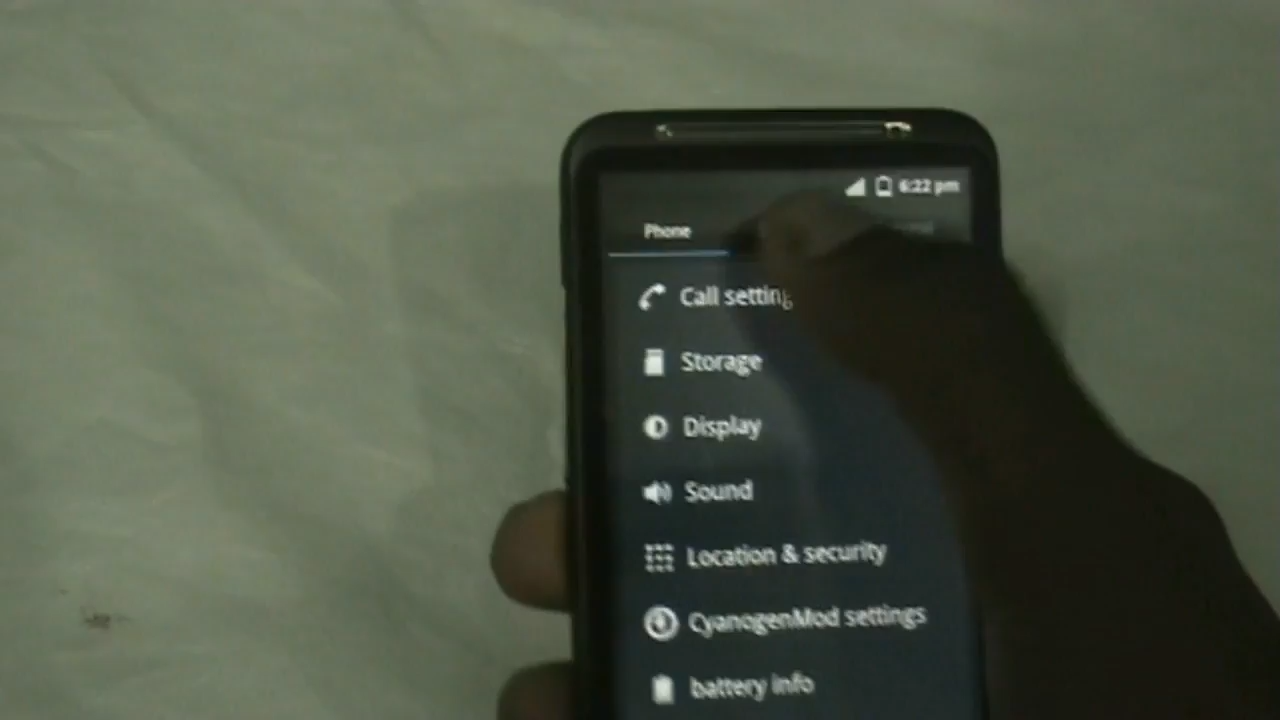 6:22 pm
Phone
Call setting
Storage
Display
Sound
Location & security
CyanogenMod settings
battery info